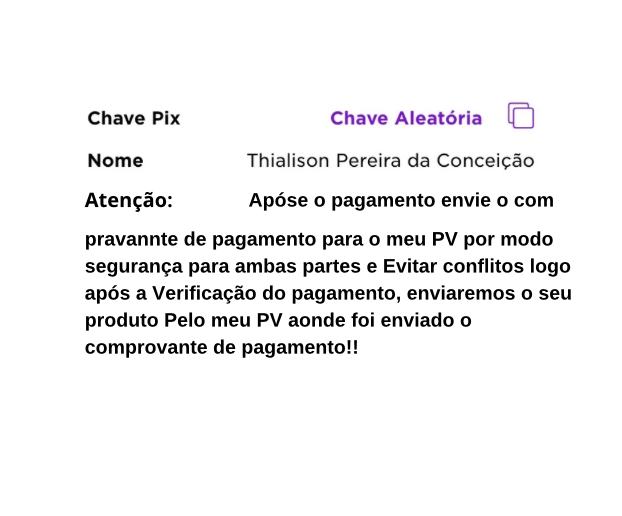 Chave Pix Chave Aleatória
Nome Thialison Pereira da Conceição
Atenção: Apóse o pagamento envie o com
pravannte de pagamento para o meu PV por modo
segurança para ambas partes e Evitar conflitos logo
após a Verificação do pagamento, enviaremos o seu
produto Pelo meu PV aonde foi enviado o
comprovante de pagamento!!